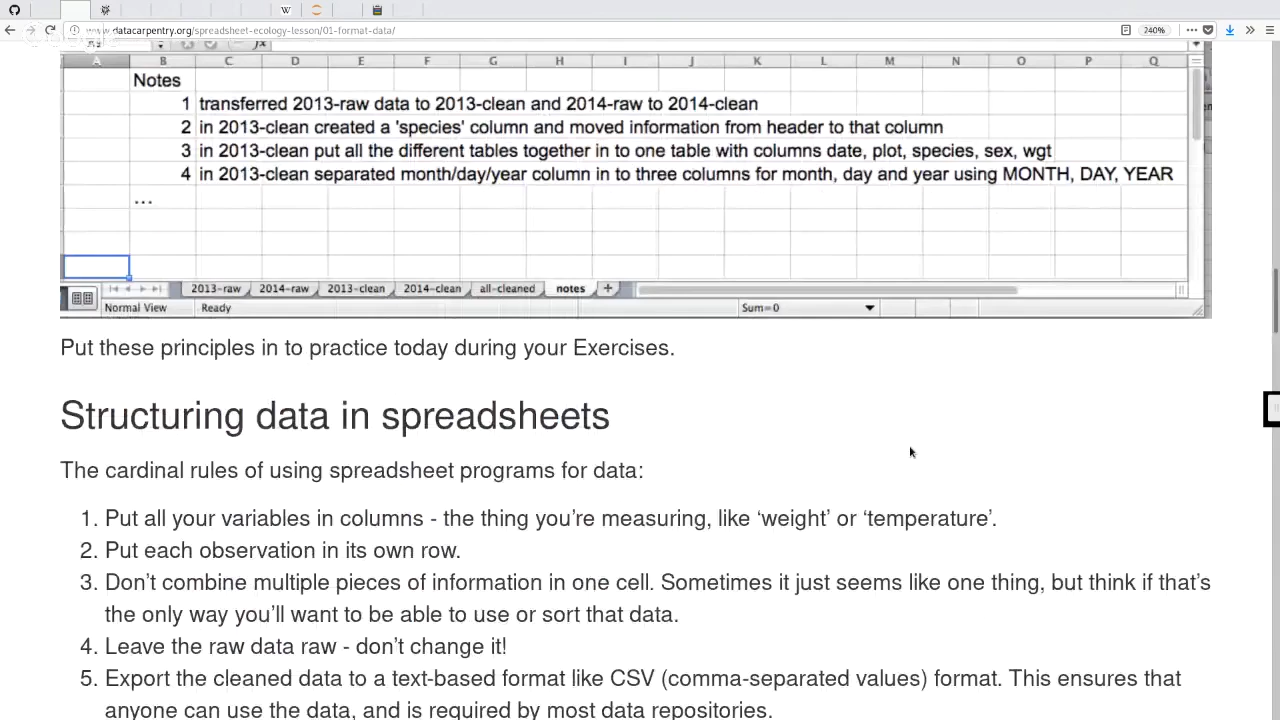 www.datacarpentry.org/spreadsheet-ecology-lesson/01-format-data/
240%
A B C D E F G H I J K L M N O P Q
Notes
1 transferred 2013-raw data to 2013-clean and 2014-raw to 2014-clean
2 in 2013-clean created a 'species' column and moved information from header to that column
3 in 2013-clean put all the different tables together in to one table with columns date, plot, species, sex, wgt
4 in 2013-clean separated month/day/year column in to three columns for month, day and year using MONTH, DAY, YEAR
...
2013-raw 2014-raw 2013-clean 2014-clean all-cleaned notes +
Normal View Ready Sum=0
Put these principles in to practice today during your Exercises.
Structuring data in spreadsheets
The cardinal rules of using spreadsheet programs for data:
1. Put all your variables in columns - the thing you’re measuring, like ‘weight’ or ‘temperature’.
2. Put each observation in its own row.
3. Don’t combine multiple pieces of information in one cell. Sometimes it just seems like one thing, but think if that’s
the only way you’ll want to be able to use or sort that data.
4. Leave the raw data raw - don’t change it!
5. Export the cleaned data to a text-based format like CSV (comma-separated values) format. This ensures that
anyone can use the data, and is required by most data repositories.